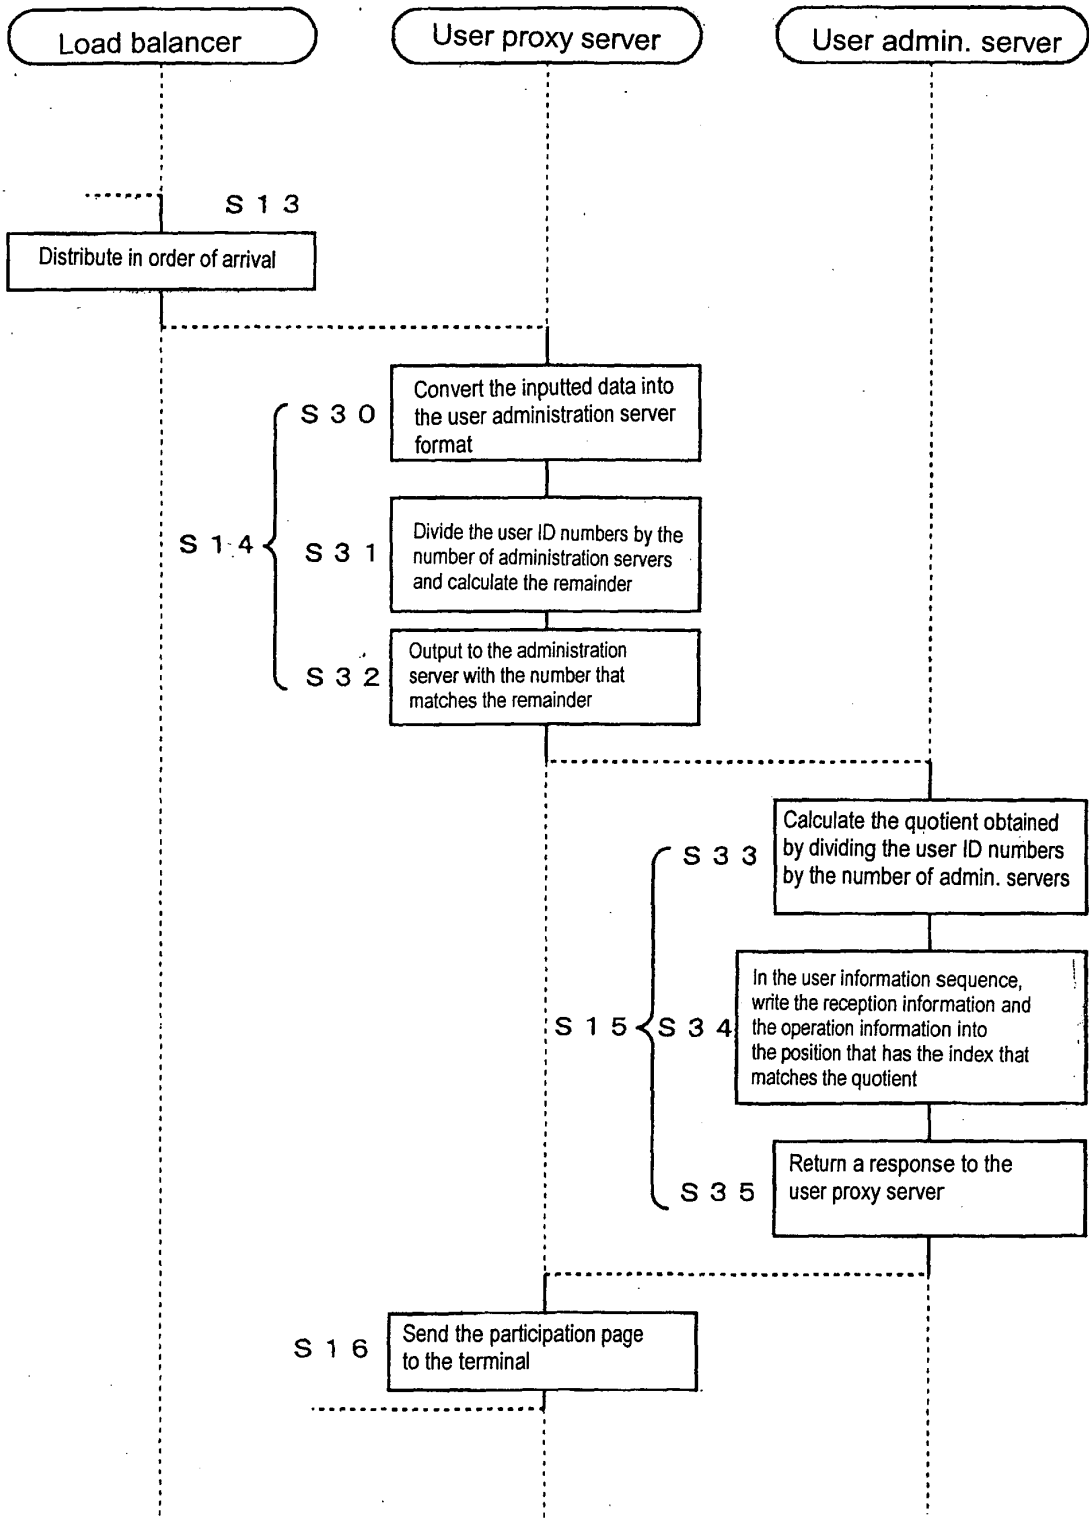 Load balancer
User proxy server
User admin. server
S 1 3
Distribute in order of arrival
S 3 0
Convert the inputted data into
the user administration server
format
S 1 4
S 3 1
Divide the user ID numbers by the
number of administration servers
and calculate the remainder
S 3 2
Output to the administration
server with the number that
matches the remainder
S 3 3
Calculate the quotient obtained
by dividing the user ID numbers
by the number of admin. servers
S 1 5
S 3 4
In the user information sequence,
write the reception information and
the operation information into
the position that has the index that
matches the quotient
S 3 5
Return a response to the
user proxy server
S 1 6
Send the participation page
to the terminal